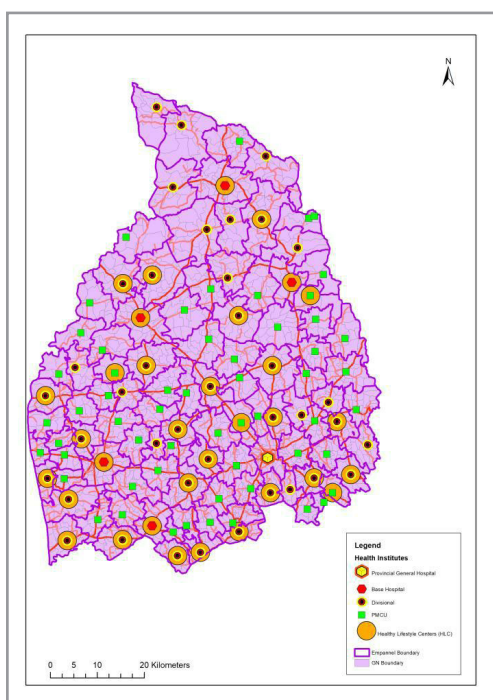 N
Legend
Health Institutes
Provincial General Hospital
Base Hospital
Divisional
PMCU
Healthy Lifestyle Centers (HLC)
Empannel Boundary
GN Boundary
0 5 10 20 Kilometers